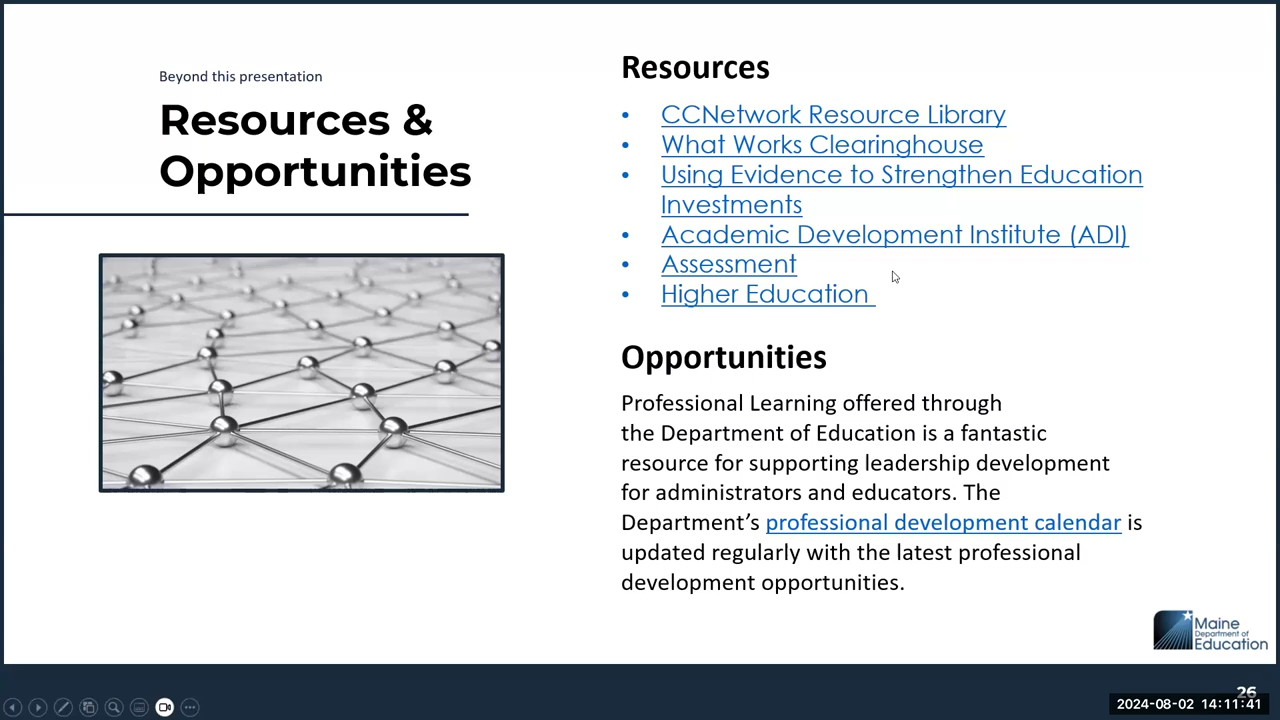 Beyond this presentation
Resources &
Opportunities
Resources
• CCNetwork Resource Library
• What Works Clearinghouse
• Using Evidence to Strengthen Education
Investments
• Academic Development Institute (ADI)
• Assessment
• Higher Education
Opportunities
Professional Learning offered through
the Department of Education is a fantastic
resource for supporting leadership development
for administrators and educators. The
Department’s professional development calendar is
updated regularly with the latest professional
development opportunities.
Maine
Department of
Education
26
2024-08-02 14:11:41